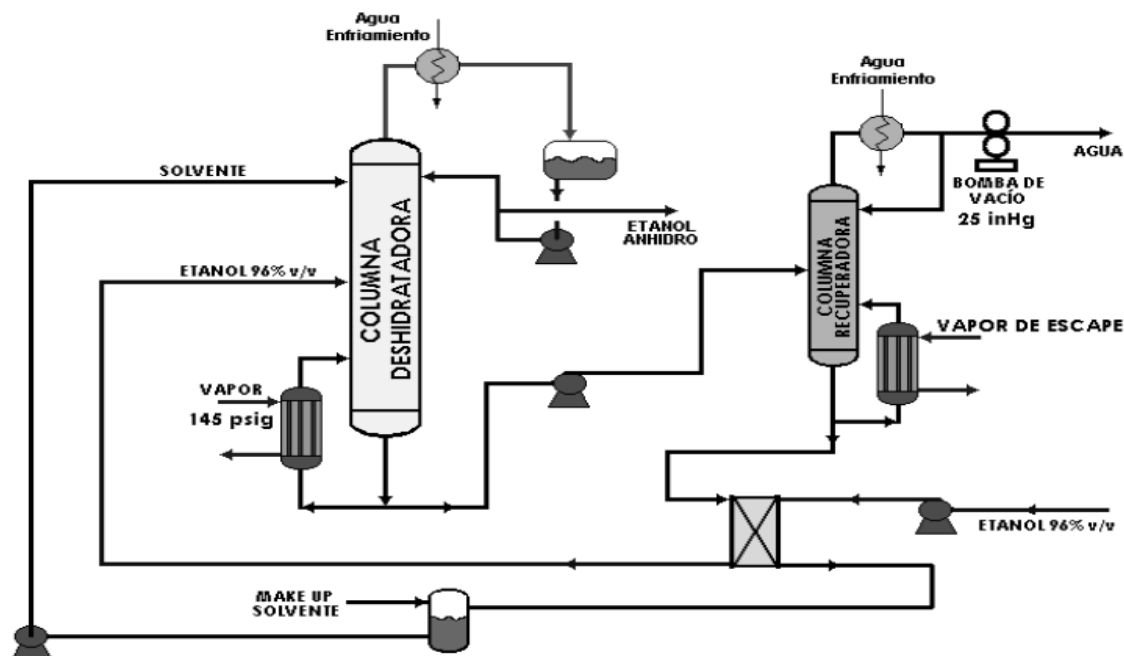 Agua
Enfriamiento
Agua
Enfriamiento
SOLVENTE
AGUA
BOMBA DE
VACÍO
25 inHg
ETANOL
ANHIDRO
COLUMNA
DESHIDRATADORA
COLUMNA
RECUPERADORA
ETANOL 96% v/v
VAPOR DE ESCAPE
VAPOR
145 psig
ETANOL 96% v/v
MAKE UP
SOLVENTE